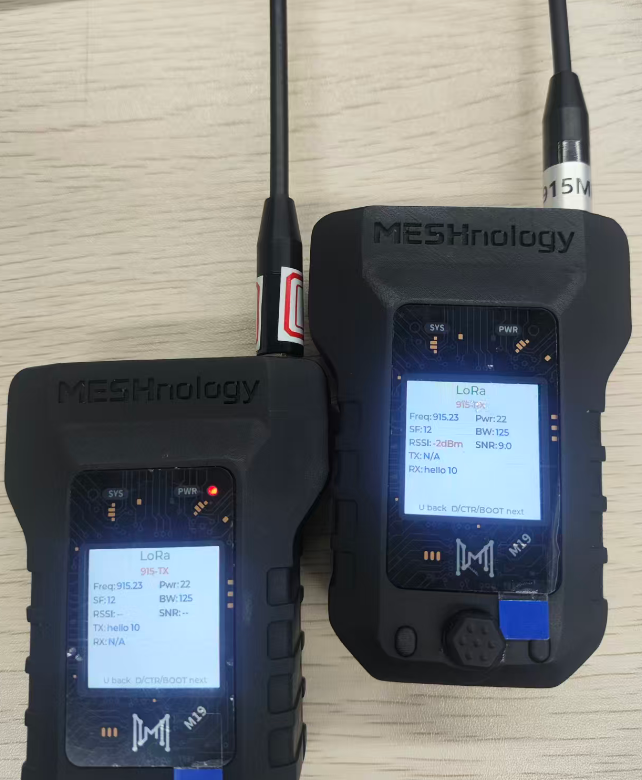 915M
MESHnology
SYS PWR
LoRa
915-TX
Freq: 915.23 Pwr: 22
SF: 12 BW: 125
RSSI: -2dBm SNR: 9.0
TX: N/A
RX: hello 10
U back D/CTR/BOOT next
M19
MESHnology
SYS PWR
LoRa
915-TX
Freq: 915.23 Pwr: 22
SF: 12 BW: 125
RSSI: -- SNR: --
TX: hello 10
RX: N/A
U back D/CTR/BOOT next
M19